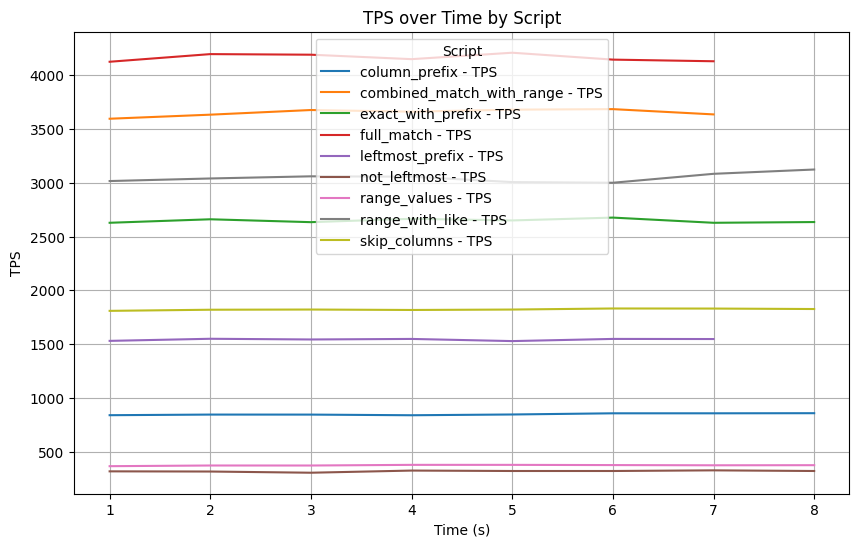 TPS over Time by Script
Script
column_prefix - TPS
combined_match_with_range - TPS
exact_with_prefix - TPS
full_match - TPS
leftmost_prefix - TPS
not_leftmost - TPS
range_values - TPS
range_with_like - TPS
skip_columns - TPS
TPS
4000
3500
3000
2500
2000
1500
1000
500
1 2 3 4 5 6 7 8
Time (s)